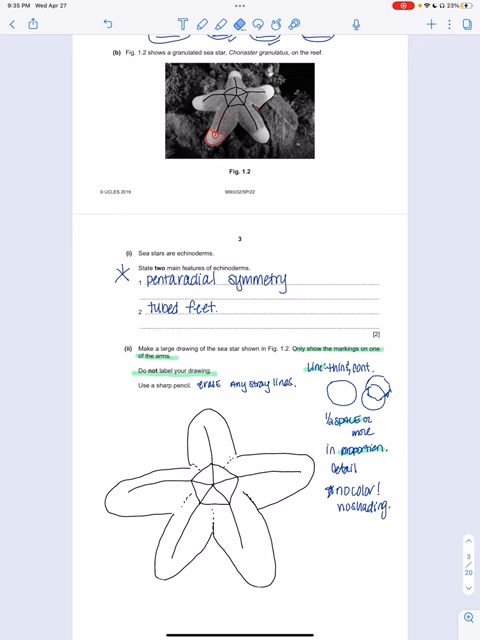 9:35 PM Wed Apr 27
23%
(b) Fig. 1.2 shows a granulated sea star, Choriaster granulatus, on the reef.
Fig. 1.2
© UCLES 2019
9693/02/SP/22
3
(i) Sea stars are echinoderms.
State two main features of echinoderms.
1 pentaradial symmetry
2 tubed feet.
[2]
(ii) Make a large drawing of the sea star shown in Fig. 1.2. Only show the markings on one
of the arms.
Do not label your drawing.
Use a sharp pencil. erase any stray lines.
Line-thin & cont.
1/2 SPACE or
more
in proportion.
detail
* no color!
no shading.
3
/
20